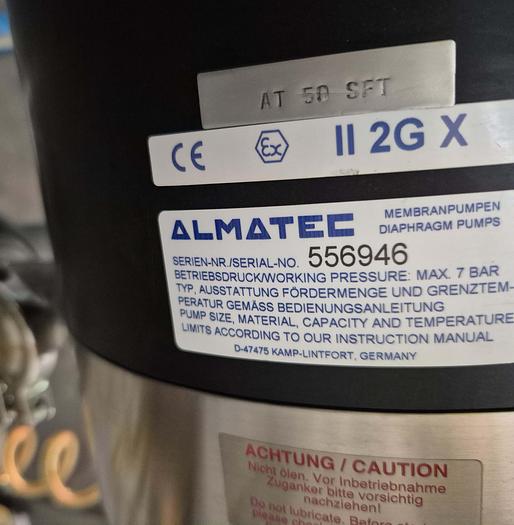 AT 50 SFT
CE Ex II 2G X
ALMATEC MEMBRANPUMPEN
DIAPHRAGM PUMPS
SERIEN-NR./SERIAL-NO. 556946
BETRIEBSDRUCK/WORKING PRESSURE: MAX. 7 BAR
TYP, AUSSTATTUNG FÖRDERMENGE UND GRENZTEM-
PERATUR GEMÄSS BEDIENUNGSANLEITUNG
PUMP SIZE, MATERIAL, CAPACITY AND TEMPERATURE
LIMITS ACCORDING TO OUR INSTRUCTION MANUAL
D-47475 KAMP-LINTFORT, GERMANY
ACHTUNG / CAUTION
Nicht ölen. Vor Inbetriebnahme
Zuganker bitte vorsichtig
nachziehen!
Do not lubricate. Before